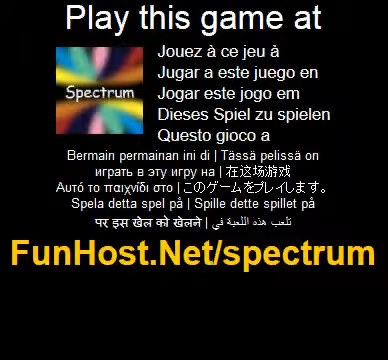 Play this game at
Spectrum
Jouez à ce jeu à
Jugar a este juego en
Jogar este jogo em
Dieses Spiel zu spielen
Questo gioco a
Bermain permainan ini di | Tässä pelissä on
играть в эту игру на | 在这场游戏
Αυτό το παιχνίδι στο | このゲームをプレイします。
Spela detta spel på | Spille dette spillet på
पर इस खेल को खेलने | تلعب هذه اللعبة في
FunHost.Net/spectrum